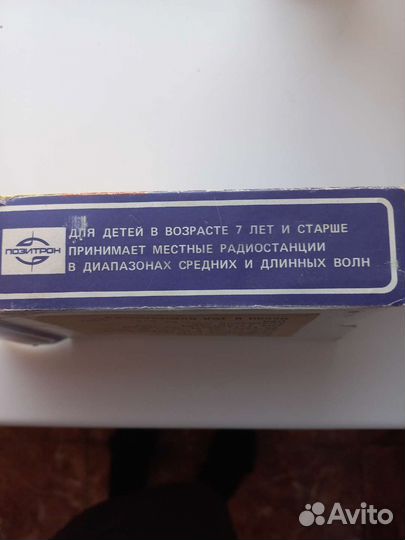 ПОЗИТРОН
ДЛЯ ДЕТЕЙ В ВОЗРАСТЕ 7 ЛЕТ И СТАРШЕ
ПРИНИМАЕТ МЕСТНЫЕ РАДИОСТАНЦИИ
В ДИАПАЗОНАХ СРЕДНИХ И ДЛИННЫХ ВОЛН
Avito